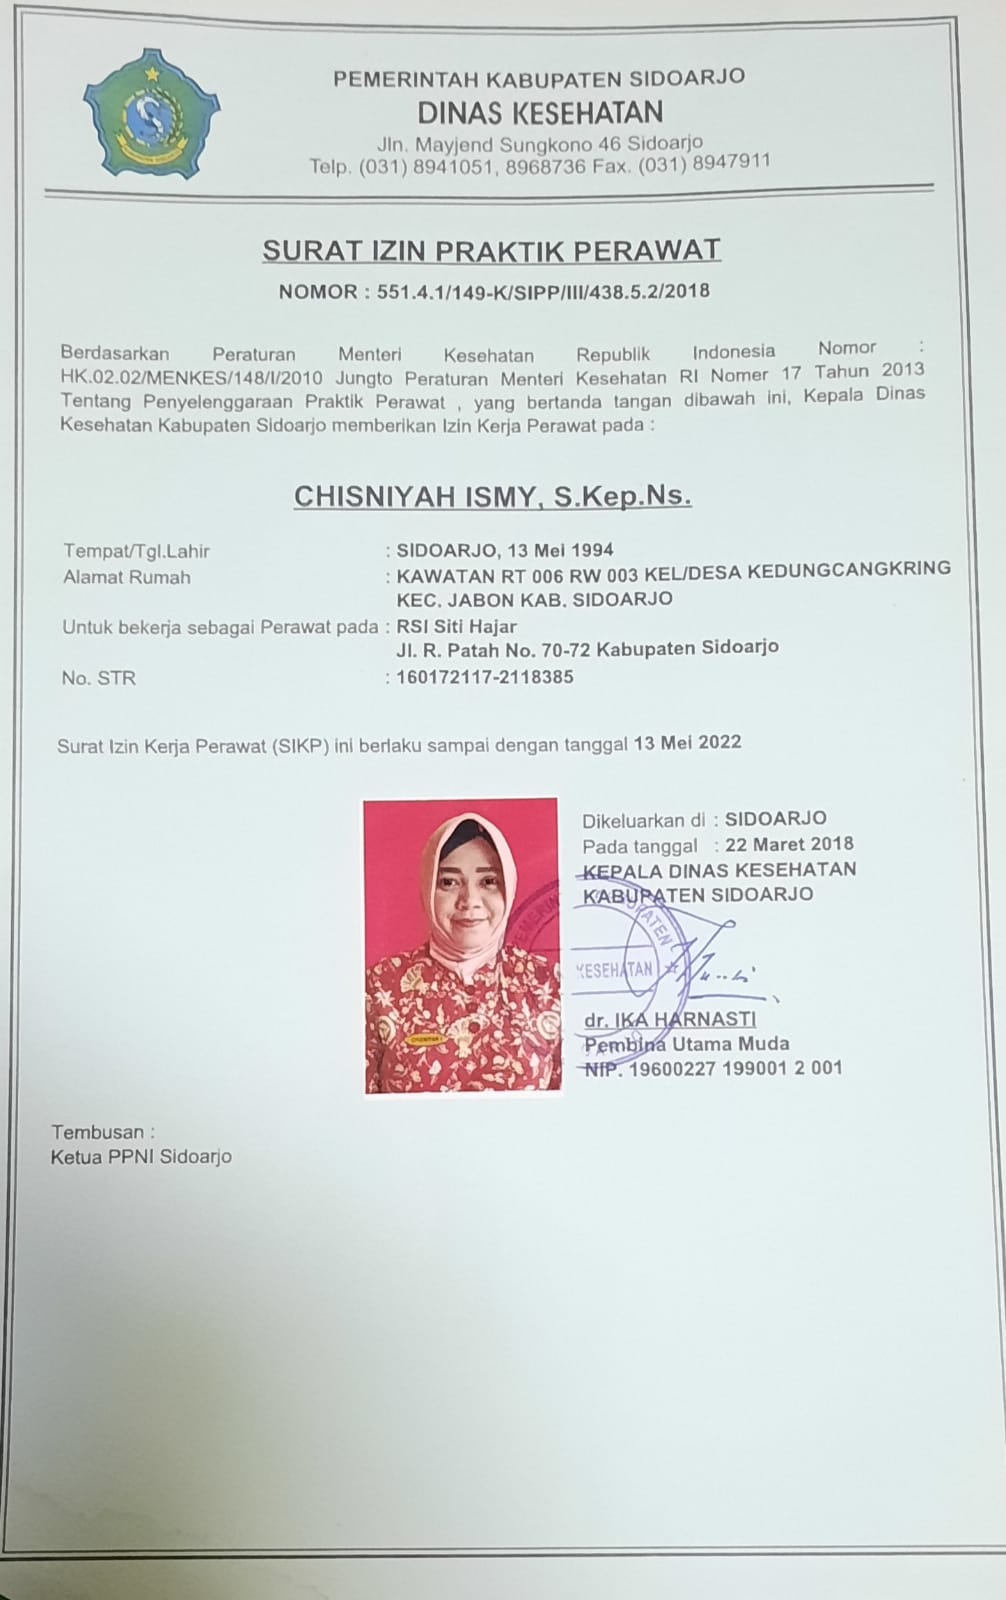 PEMERINTAH KABUPATEN SIDOARJO
DINAS KESEHATAN
Jln. Mayjend Sungkono 46 Sidoarjo
Telp. (031) 8941051, 8968736 Fax. (031) 8947911
SURAT IZIN PRAKTIK PERAWAT
NOMOR : 551.4.1/149-K/SIPP/III/438.5.2/2018
Berdasarkan Peraturan Menteri Kesehatan Republik Indonesia Nomor :
HK.02.02/MENKES/148/I/2010 Jungto Peraturan Menteri Kesehatan RI Nomer 17 Tahun 2013
Tentang Penyelenggaraan Praktik Perawat , yang bertanda tangan dibawah ini, Kepala Dinas
Kesehatan Kabupaten Sidoarjo memberikan Izin Kerja Perawat pada :
CHISNIYAH ISMY, S.Kep.Ns.
Tempat/Tgl.Lahir : SIDOARJO, 13 Mei 1994
Alamat Rumah : KAWATAN RT 006 RW 003 KEL/DESA KEDUNGCANGKRING
KEC. JABON KAB. SIDOARJO
Untuk bekerja sebagai Perawat pada : RSI Siti Hajar
Jl. R. Patah No. 70-72 Kabupaten Sidoarjo
No. STR : 160172117-2118385
Surat Izin Kerja Perawat (SIKP) ini berlaku sampai dengan tanggal 13 Mei 2022
Dikeluarkan di : SIDOARJO
Pada tanggal : 22 Maret 2018
KEPALA DINAS KESEHATAN
KABUPATEN SIDOARJO
KESEHATAN
dr. IKA HARNASTI
Pembina Utama Muda
NIP. 19600227 199001 2 001
Tembusan :
Ketua PPNI Sidoarjo